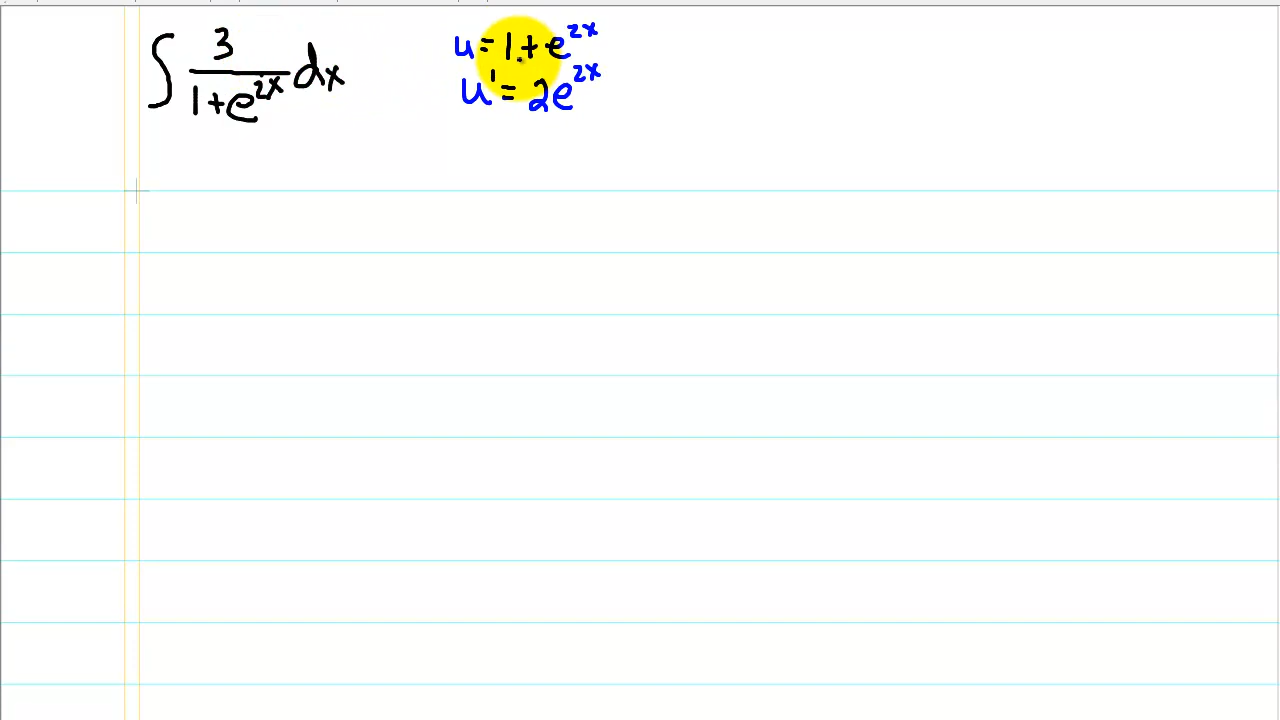 ∫ 3/(1+e^{2x}) dx
u = 1 + e^{2x}
u' = 2e^{2x}